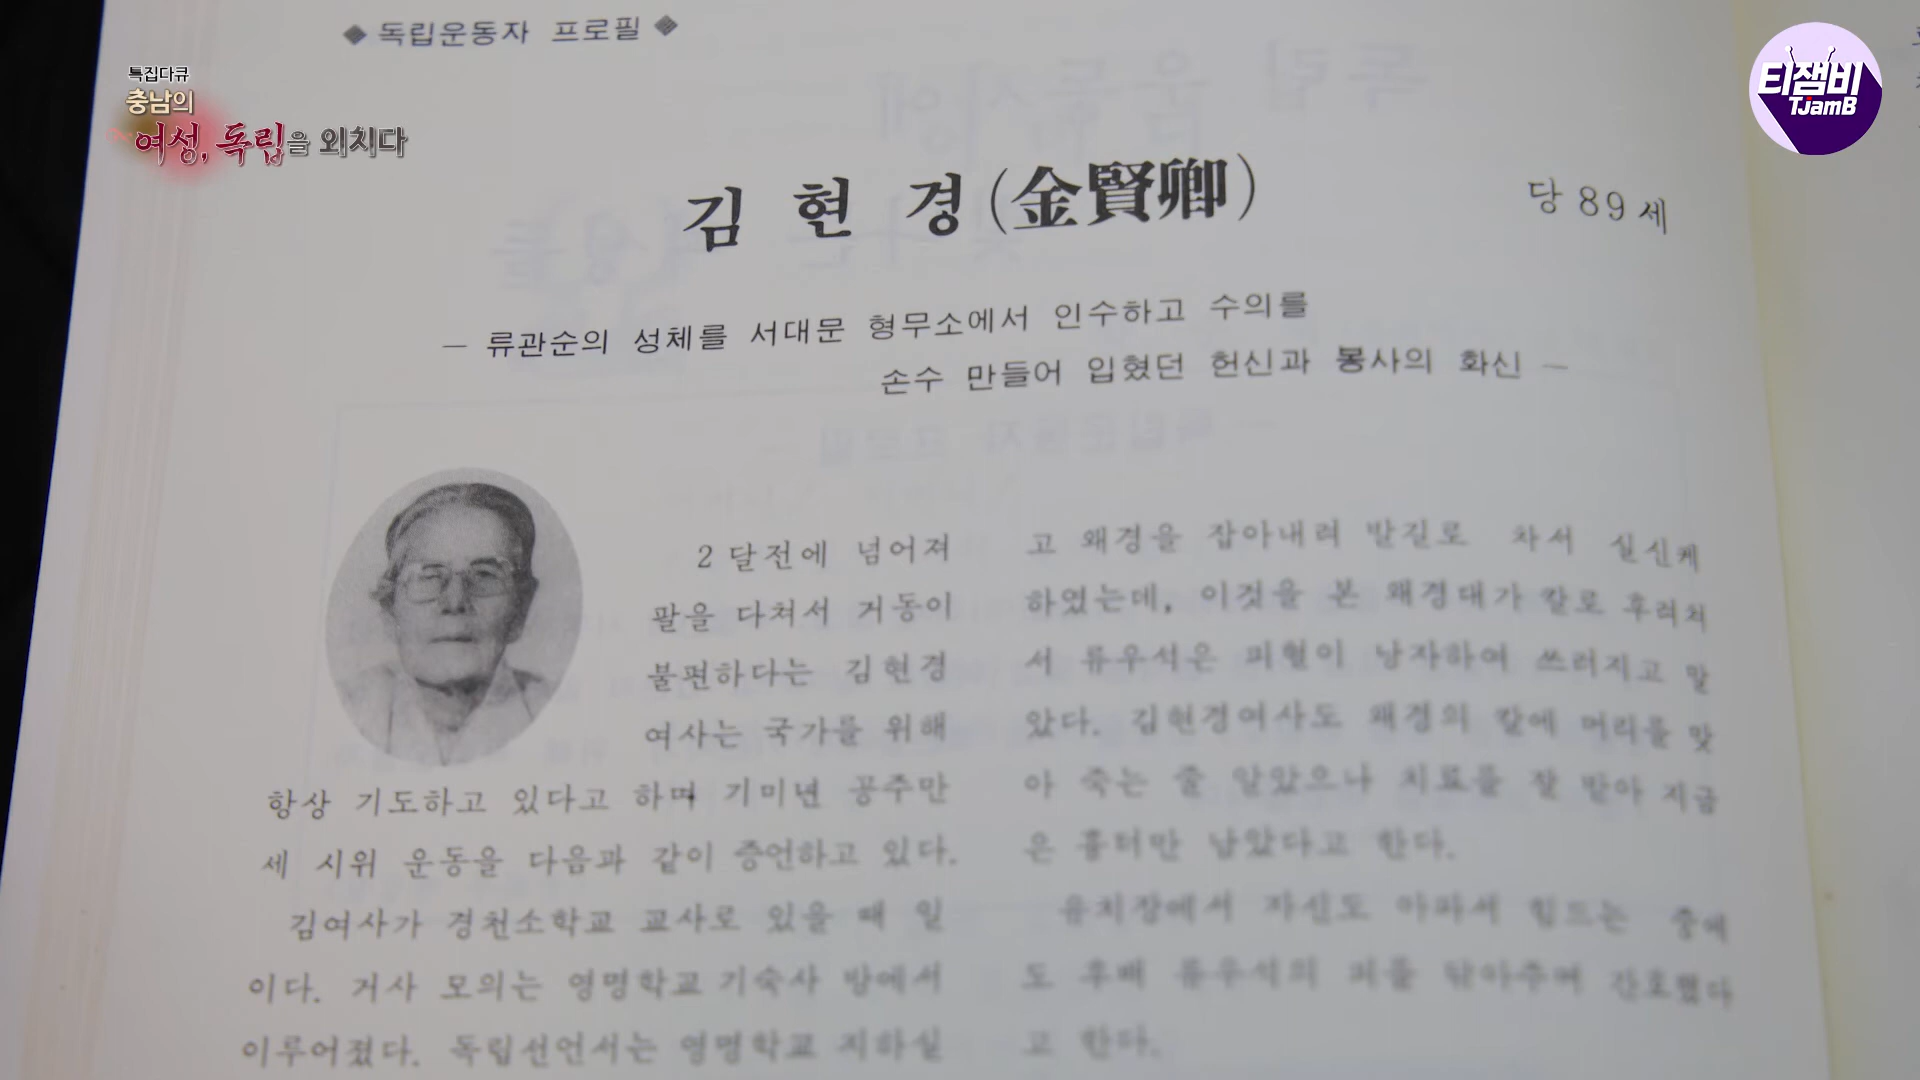 ◆ 독립운동자 프로필 ◆
특집다큐
충남의
여성, 독립을 외치다
티잼비
TJamB
김 현 경(金賢卿)
당 89세
― 류관순의 성체를 서대문 형무소에서 인수하고 수의를
손수 만들어 입혔던 헌신과 봉사의 화신 ―
2달전에 넘어져
팔을 다쳐서 거동이
불편하다는 김현경
여사는 국가를 위해
항상 기도하고 있다고 하며 기미년 공주만
세 시위 운동을 다음과 같이 증언하고 있다.
김여사가 경천소학교 교사로 있을 때 일
이다. 거사 모의는 영명학교 기숙사 방에서
이루어졌다. 독립선언서는 영명학교 지하실
고 왜경을 잡아내려 발길로 차서 실신케
하였는데, 이것을 본 왜경대가 칼로 후려쳐
서 류우석은 피혈이 낭자하여 쓰러지고 말
았다. 김현경여사도 왜경의 칼에 머리를 맞
아 죽는 줄 알았으나 치료를 잘 받아 지금
은 흉터만 남았다고 한다.
유치장에서 자신도 아파서 힘드는 중에
도 후배 류우석의 피를 닦아주며 간호했다
고 한다.